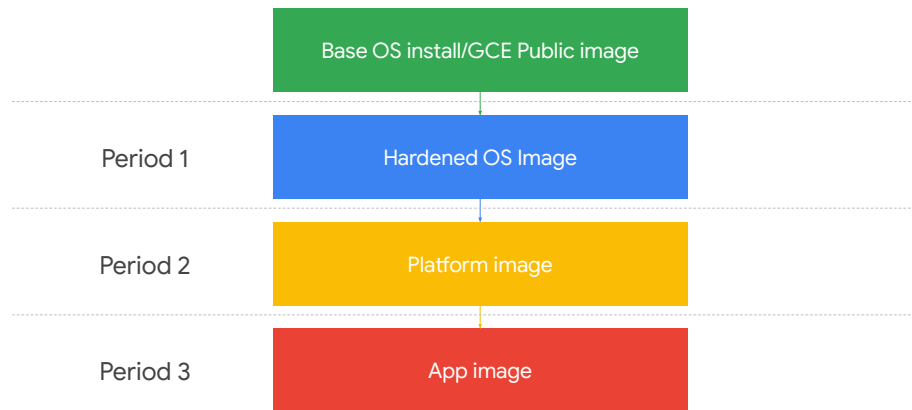 Base OS install/GCE Public image
Period 1
Hardened OS Image
Period 2
Platform image
Period 3
App image